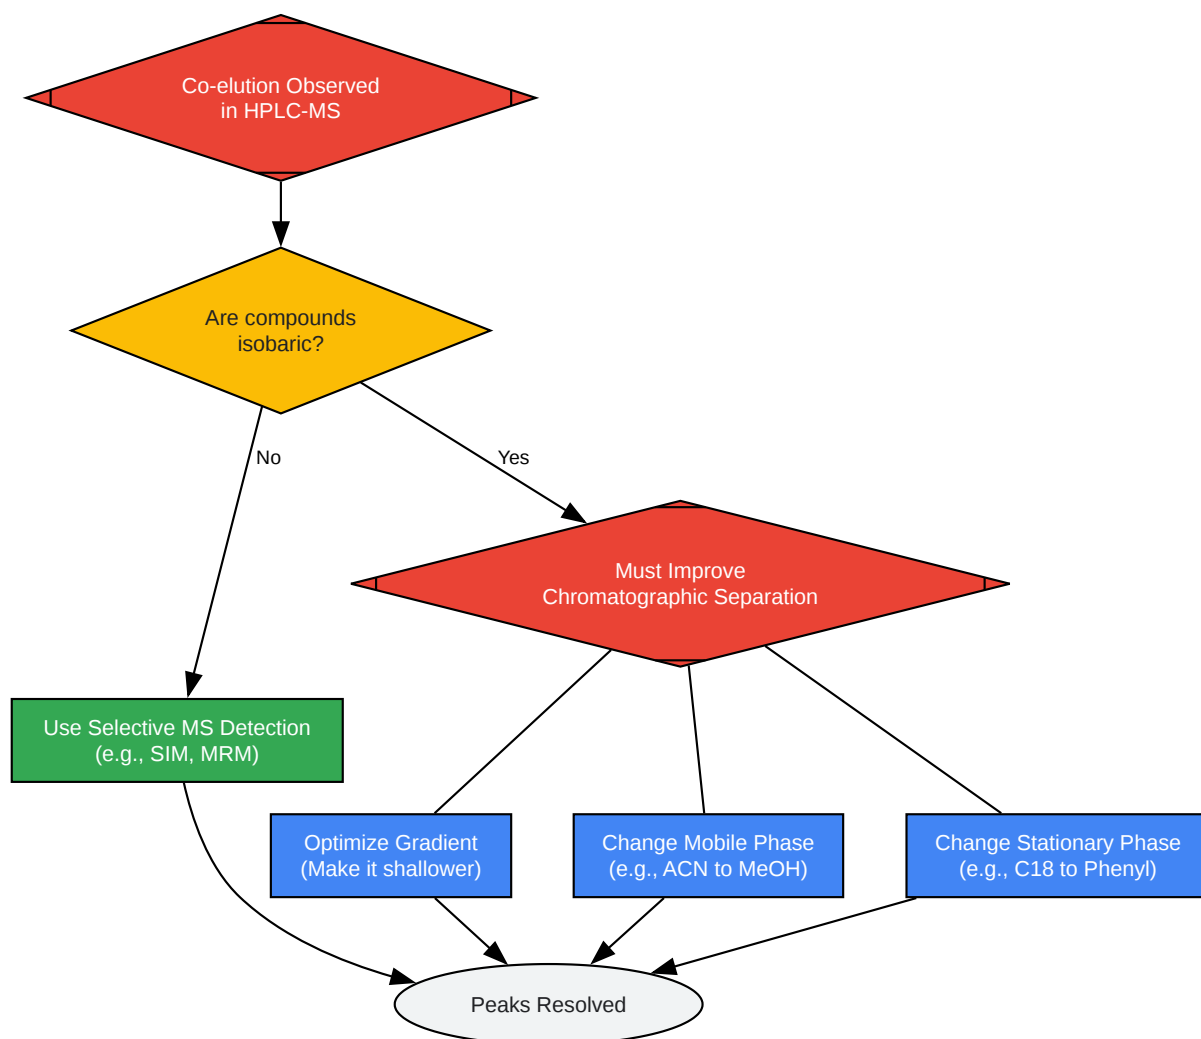 Co-elution Observed
in HPLC-MS
Are compounds
isobaric?
No
Yes
Must Improve
Chromatographic Separation
Use Selective MS Detection
(e.g., SIM, MRM)
Optimize Gradient
(Make it shallower)
Change Mobile Phase
(e.g., ACN to MeOH)
Change Stationary Phase
(e.g., C18 to Phenyl)
Peaks Resolved